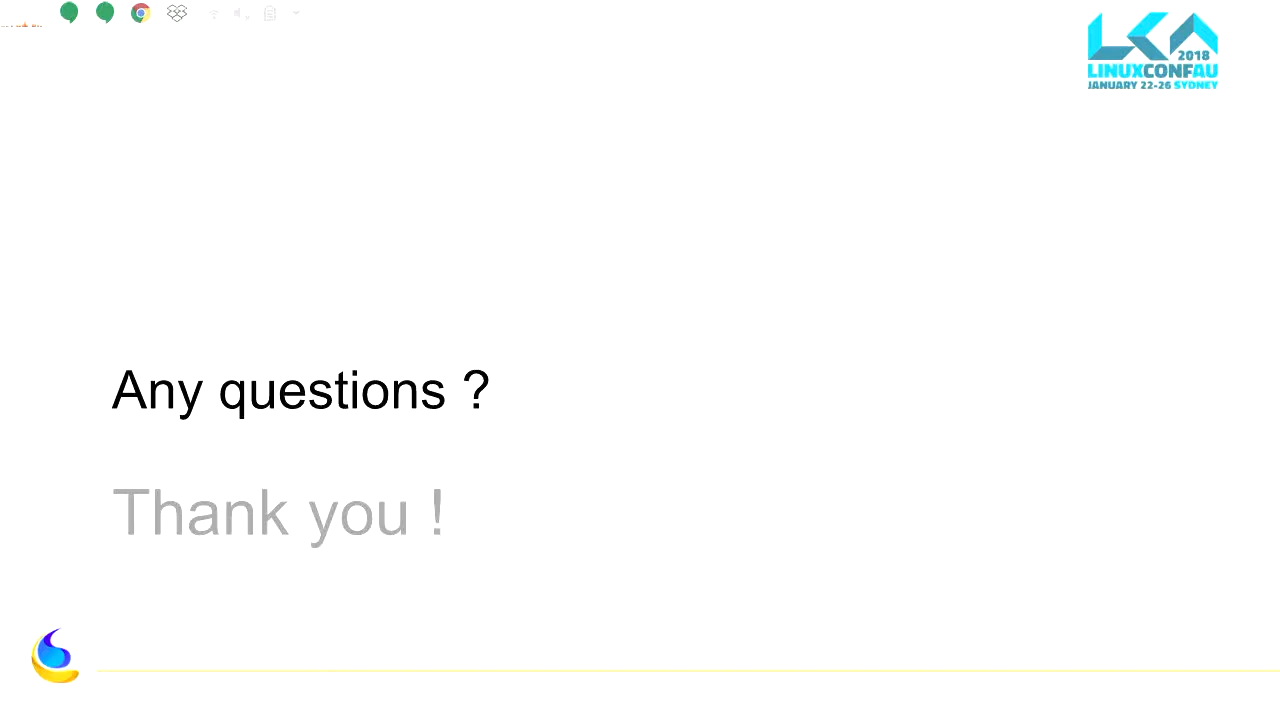 2018
LINUXCONFAU
JANUARY 22-26 SYDNEY
Any questions ?
Thank you !